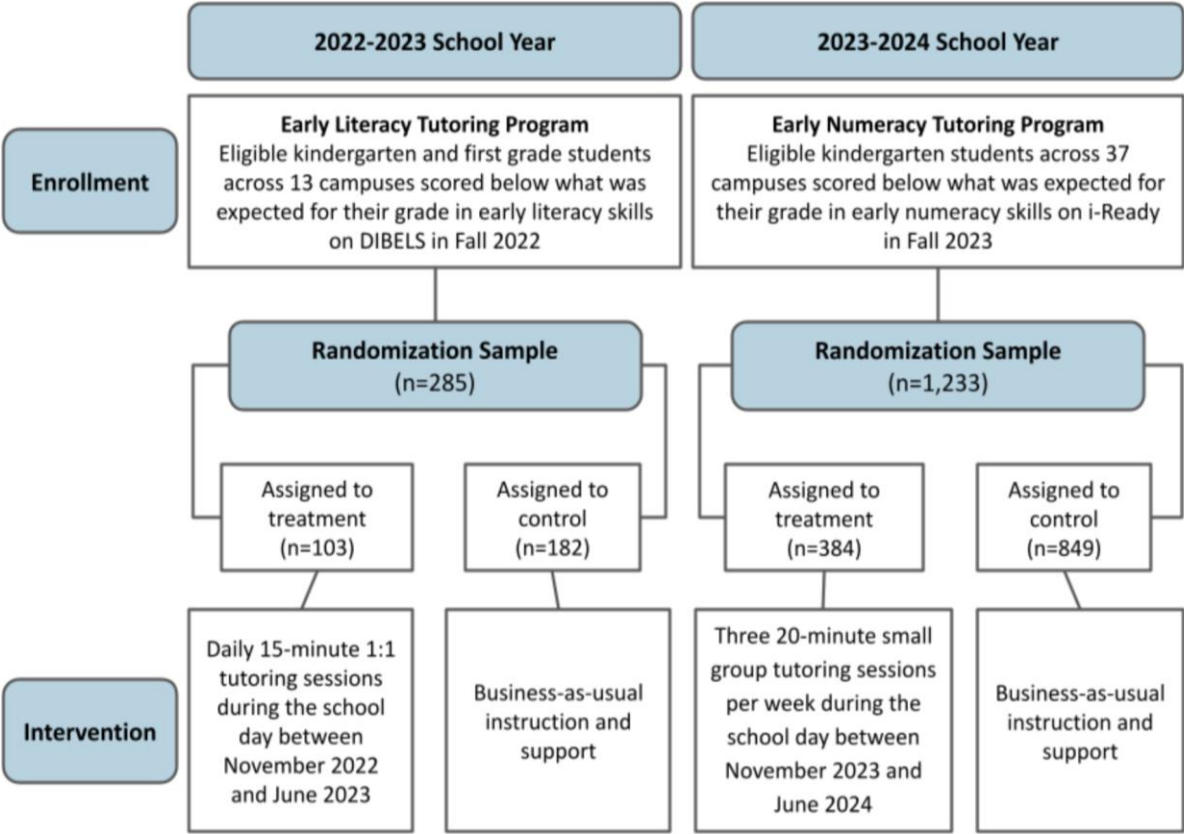 2022-2023 School Year
2023-2024 School Year
Enrollment
Early Literacy Tutoring Program
Eligible kindergarten and first grade students
across 13 campuses scored below what was
expected for their grade in early literacy skills
on DIBELS in Fall 2022
Early Numeracy Tutoring Program
Eligible kindergarten students across 37
campuses scored below what was expected for
their grade in early numeracy skills on i-Ready
in Fall 2023
Randomization Sample
(n=285)
Randomization Sample
(n=1,233)
Assigned to
treatment
(n=103)
Assigned to
control
(n=182)
Assigned to
treatment
(n=384)
Assigned to
control
(n=849)
Intervention
Daily 15-minute 1:1
tutoring sessions
during the school
day between
November 2022
and June 2023
Business-as-usual
instruction and
support
Three 20-minute small
group tutoring sessions
per week during the
school day between
November 2023 and
June 2024
Business-as-usual
instruction and
support